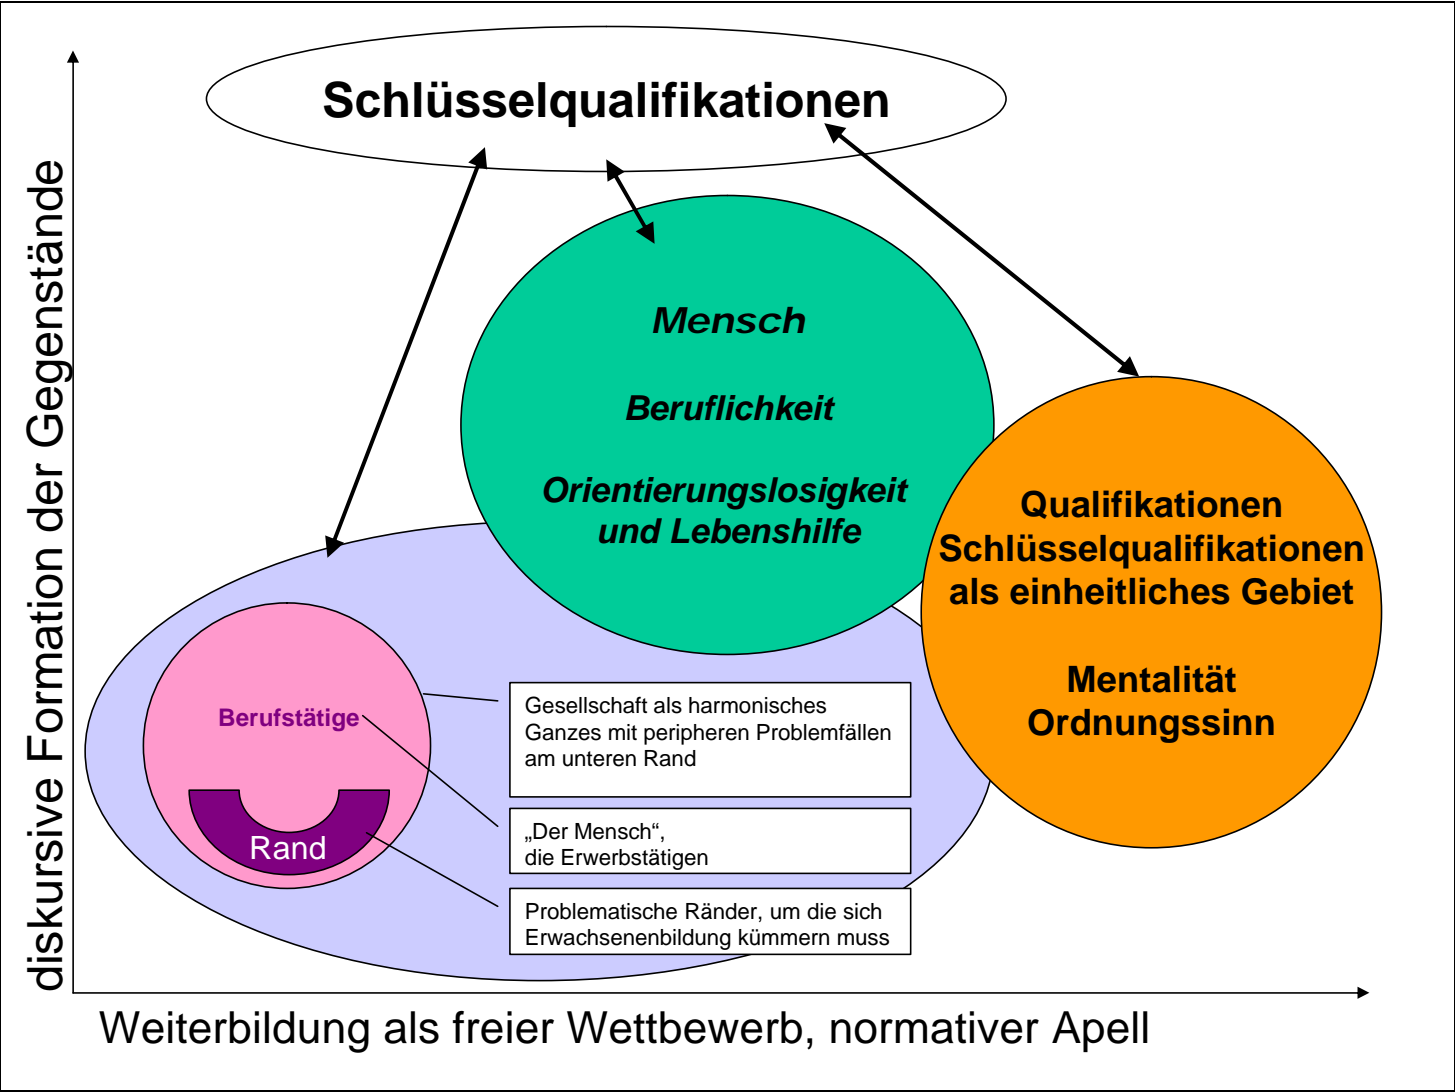 Schlüsselqualifikationen
diskursive Formation der Gegenstände
Mensch
Beruflichkeit
Orientierungslosigkeit
und Lebenshilfe
Qualifikationen
Schlüsselqualifikationen
als einheitliches Gebiet
Mentalität
Ordnungssinn
Berufstätige
Rand
Gesellschaft als harmonisches
Ganzes mit peripheren Problemfällen
am unteren Rand
„Der Mensch“,
die Erwerbstätigen
Problematische Ränder, um die sich
Erwachsenenbildung kümmern muss
Weiterbildung als freier Wettbewerb, normativer Apell